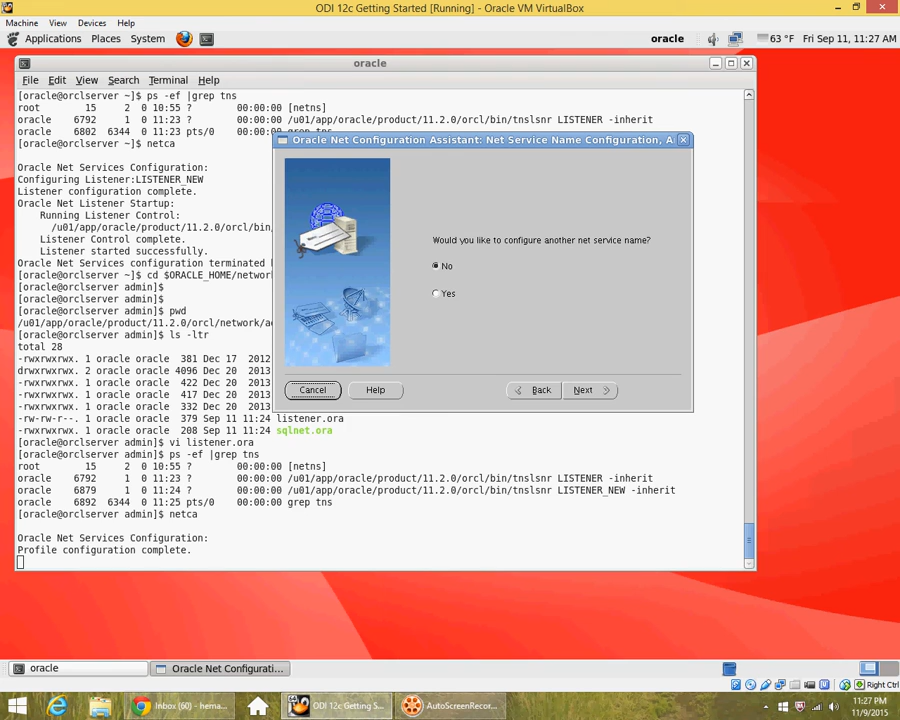 ODI 12c Getting Started [Running] - Oracle VM VirtualBox
Machine View Devices Help
Applications Places System oracle 63 °F Fri Sep 11, 11:27 AM
oracle
File Edit View Search Terminal Help
[oracle@orclserver ~]$ ps -ef |grep tns
root 15 2 0 10:55 ? 00:00:00 [netns]
oracle 6792 1 0 11:23 ? 00:00:00 /u01/app/oracle/product/11.2.0/orcl/bin/tnslsnr LISTENER -inherit
oracle 6802 6344 0 11:23 pts/0 00:00:00 grep tns
[oracle@orclserver ~]$ netca
Oracle Net Services Configuration:
Configuring Listener:LISTENER_NEW
Listener configuration complete.
Oracle Net Listener Startup:
Running Listener Control:
/u01/app/oracle/product/11.2.0/orcl/bin/
Listener Control complete.
Listener started successfully.
Oracle Net Services configuration terminated
[oracle@orclserver ~]$ cd $ORACLE_HOME/network
[oracle@orclserver admin]$
[oracle@orclserver admin]$
[oracle@orclserver admin]$ pwd
/u01/app/oracle/product/11.2.0/orcl/network/a
[oracle@orclserver admin]$ ls -ltr
total 28
-rwxrwxrwx. 1 oracle oracle 381 Dec 17 2012
drwxrwxrwx. 2 oracle oracle 4096 Dec 20 2013
-rwxrwxrwx. 1 oracle oracle 422 Dec 20 2013
-rwxrwxrwx. 1 oracle oracle 417 Dec 20 2013
-rwxrwxrwx. 1 oracle oracle 332 Dec 20 2013
-rw-rw-r--. 1 oracle oracle 379 Sep 11 11:24 listener.ora
-rwxrwxrwx. 1 oracle oracle 208 Sep 11 11:24 sqlnet.ora
[oracle@orclserver admin]$ vi listener.ora
[oracle@orclserver admin]$ ps -ef |grep tns
root 15 2 0 10:55 ? 00:00:00 [netns]
oracle 6792 1 0 11:23 ? 00:00:00 /u01/app/oracle/product/11.2.0/orcl/bin/tnslsnr LISTENER -inherit
oracle 6879 1 0 11:24 ? 00:00:00 /u01/app/oracle/product/11.2.0/orcl/bin/tnslsnr LISTENER_NEW -inherit
oracle 6892 6344 0 11:25 pts/0 00:00:00 grep tns
[oracle@orclserver admin]$ netca
Oracle Net Services Configuration:
Profile configuration complete.
Oracle Net Configuration Assistant: Net Service Name Configuration, A
Would you like to configure another net service name?
No
Yes
Cancel Help Back Next
oracle Oracle Net Configurati...
Right Ctrl
Inbox (60) - hema... ODI 12c Getting S... AutoScreenRecor...
11:27 PM
11/9/2015